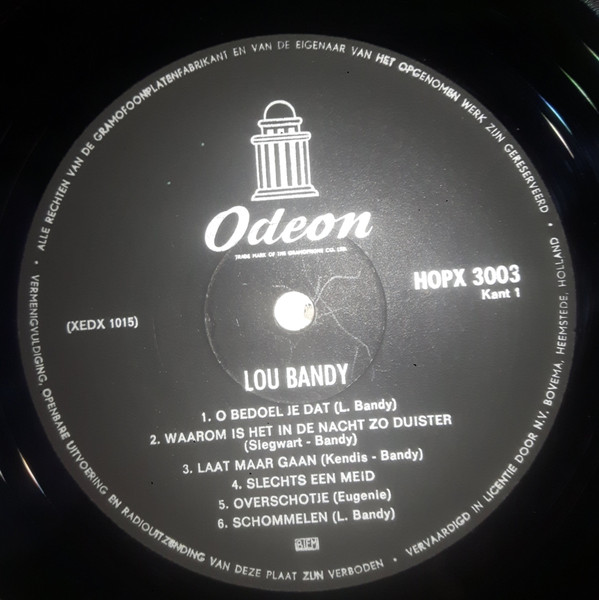 ALLE RECHTEN VAN DE GRAMOFOONPLATENFABRIKANT EN VAN DE EIGENAAR VAN HET OPGENOMEN WERK ZIJN GERESERVEERD
Odeon
TRADE MARK OF THE GRAMOPHONE CO. LTD.
HOPX 3003
Kant 1
(XEDX 1015)
LOU BANDY
1. O BEDOEL JE DAT (L. Bandy)
2. WAAROM IS HET IN DE NACHT ZO DUISTER
(Siegwart - Bandy)
3. LAAT MAAR GAAN (Kendis - Bandy)
4. SLECHTS EEN MEID
5. OVERSCHOTJE (Eugenie)
6. SCHOMMELEN (L. Bandy)
BIEM
VERMENIGVULDIGING, OPENBARE UITVOERING EN RADIOUITZENDING VAN DEZE PLAAT ZIJN VERBODEN •
VERVAARDIGD IN LICENTIE DOOR N.V. BOVEMA, HEEMSTEDE, HOLLAND